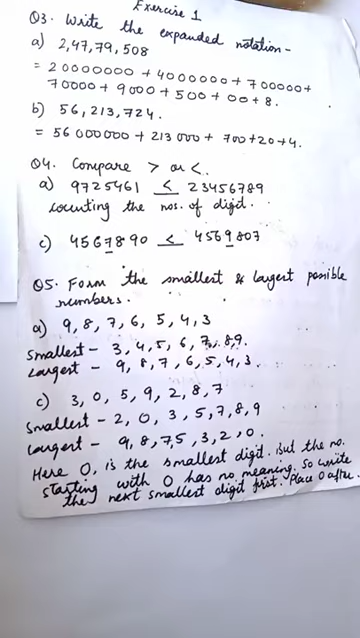 Exercise 1
Q3. Write the expanded notation -
a) 2,47,79,508
= 20000000 + 4000000 + 700000+
70000 + 9000 + 500 + 00 + 8.
b) 56,213,724.
= 56 000000 + 213 000 + 700+20+4.
Q4. Compare > or <.
a) 9725461 < 23456789
counting the nos. of digit.
c) 4567890 < 4569807
Q5. Form the smallest & largest possible
numbers.
a) 9, 8, 7, 6, 5, 4, 3
smallest - 3, 4, 5, 6, 7, 8, 9.
Largest - 9, 8, 7, 6, 5, 4, 3.
c) 3, 0, 5, 9, 2, 8, 7
smallest - 2, 0, 3, 5, 7, 8, 9
Largest - 9, 8, 7, 5, 3, 2, 0.
Here 0, is the smallest digit. But the no.
starting with 0 has no meaning. So write
the next smallest digit first. Place 0 after.